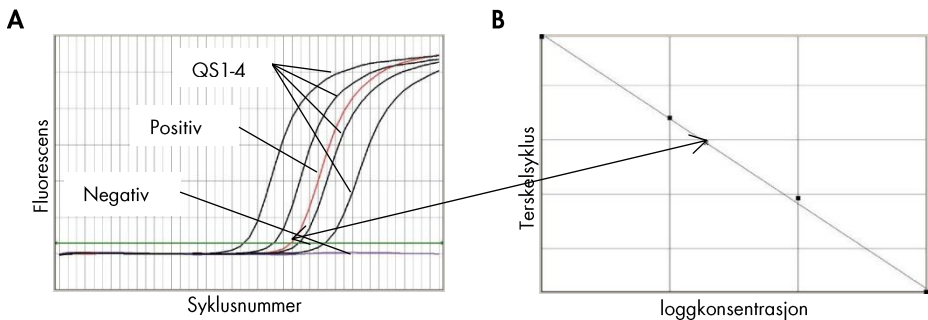 A
QS1-4
Positiv
Negativ
Fluorescens
Syklusnummer
B
Terskelsyklus
loggkonsentrasjon